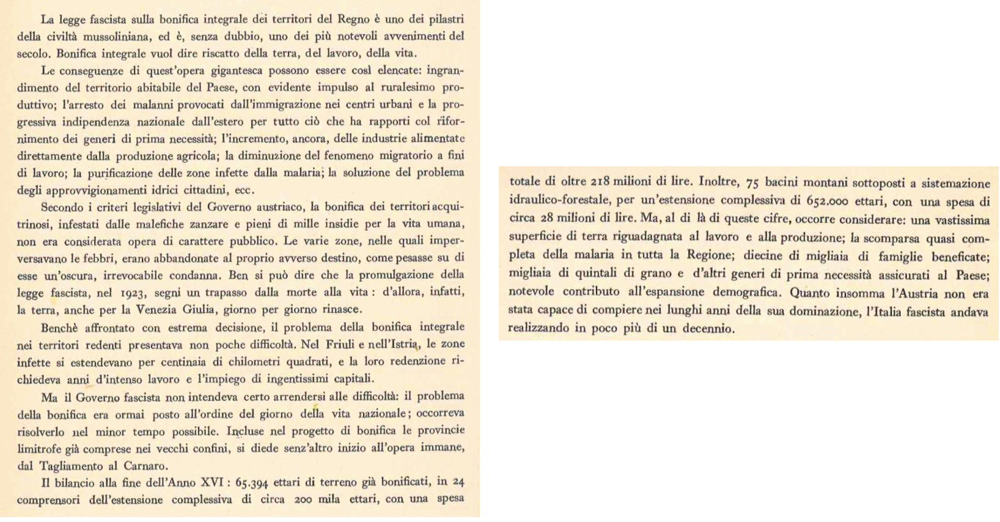 La legge fascista sulla bonifica integrale dei territori del Regno è uno dei pilastri
della civiltà mussoliniana, ed è, senza dubbio, uno dei più notevoli avvenimenti del
secolo. Bonifica integrale vuol dire riscatto della terra, del lavoro, della vita.
Le conseguenze di quest'opera gigantesca possono essere così elencate: ingran-
dimento del territorio abitabile del Paese, con evidente impulso al ruralesimo pro-
duttivo; l'arresto dei malanni provocati dall'immigrazione nei centri urbani e la pro-
gressiva indipendenza nazionale dall'estero per tutto ciò che ha rapporti col rifor-
nimento dei generi di prima necessità; l'incremento, ancora, delle industrie alimentate
direttamente dalla produzione agricola; la diminuzione del fenomeno migratorio a fini
di lavoro; la purificazione delle zone infette dalla malaria; la soluzione del problema
degli approvvigionamenti idrici cittadini, ecc.
Secondo i criteri legislativi del Governo austriaco, la bonifica dei territori acqui-
trinosi, infestati dalle malefiche zanzare e pieni di mille insidie per la vita umana,
non era considerata opera di carattere pubblico. Le varie zone, nelle quali imper-
versavano le febbri, erano abbandonate al proprio avverso destino, come pesasse su di
esse un'oscura, irrevocabile condanna. Ben si può dire che la promulgazione della
legge fascista, nel 1923, segni un trapasso dalla morte alla vita : d'allora, infatti,
la terra, anche per la Venezia Giulia, giorno per giorno rinasce.
Benchè affrontato con estrema decisione, il problema della bonifica integrale
nei territori redenti presentava non poche difficoltà. Nel Friuli e nell'Istria, le zone
infette si estendevano per centinaia di chilometri quadrati, e la loro redenzione ri-
chiedeva anni d'intenso lavoro e l'impiego di ingentissimi capitali.
Ma il Governo fascista non intendeva certo arrendersi alle difficoltà: il problema
della bonifica era ormai posto all'ordine del giorno della vita nazionale; occorreva
risolverlo nel minor tempo possibile. Incluse nel progetto di bonifica le provincie
limitrofe già comprese nei vecchi confini, si diede senz'altro inizio all'opera immane,
dal Tagliamento al Carnaro.
Il bilancio alla fine dell'Anno XVI : 65.394 ettari di terreno già bonificati, in 24
comprensori dell'estensione complessiva di circa 200 mila ettari, con una spesa
totale di oltre 218 milioni di lire. Inoltre, 75 bacini montani sottoposti a sistemazione
idraulico-forestale, per un'estensione complessiva di 652.000 ettari, con una spesa di
circa 28 milioni di lire. Ma, al di là di queste cifre, occorre considerare: una vastissima
superficie di terra riguadagnata al lavoro e alla produzione; la scomparsa quasi com-
pleta della malaria in tutta la Regione; diecine di migliaia di famiglie beneficate;
migliaia di quintali di grano e d'altri generi di prima necessità assicurati al Paese;
notevole contributo all'espansione demografica. Quanto insomma l'Austria non era
stata capace di compiere nei lunghi anni della sua dominazione, l'Italia fascista andava
realizzando in poco più di un decennio.